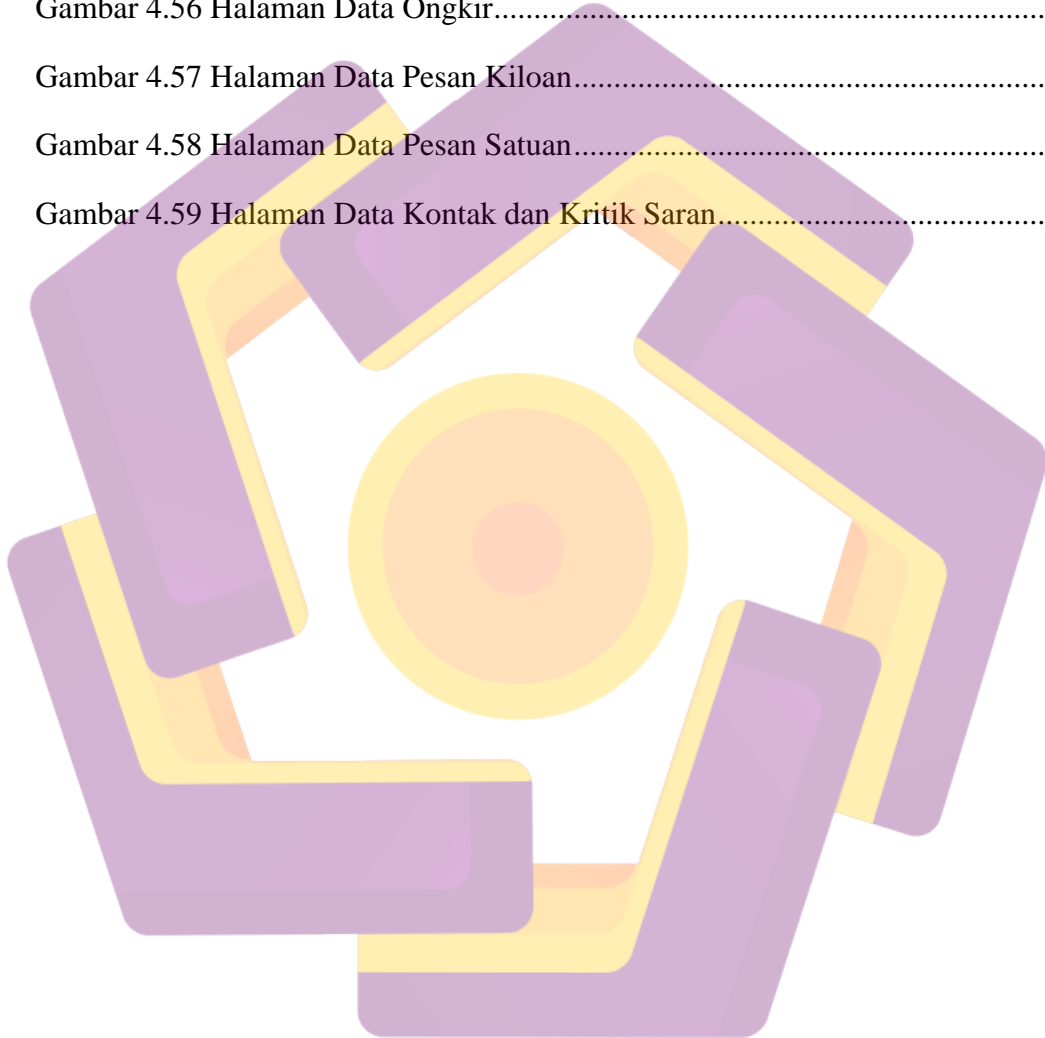 Gambar 4.56 Halaman Data Ongkir........................................................................
Gambar 4.57 Halaman Data Pesan Kiloan..............................................................
Gambar 4.58 Halaman Data Pesan Satuan..............................................................
Gambar 4.59 Halaman Data Kontak dan Kritik Saran...........................................